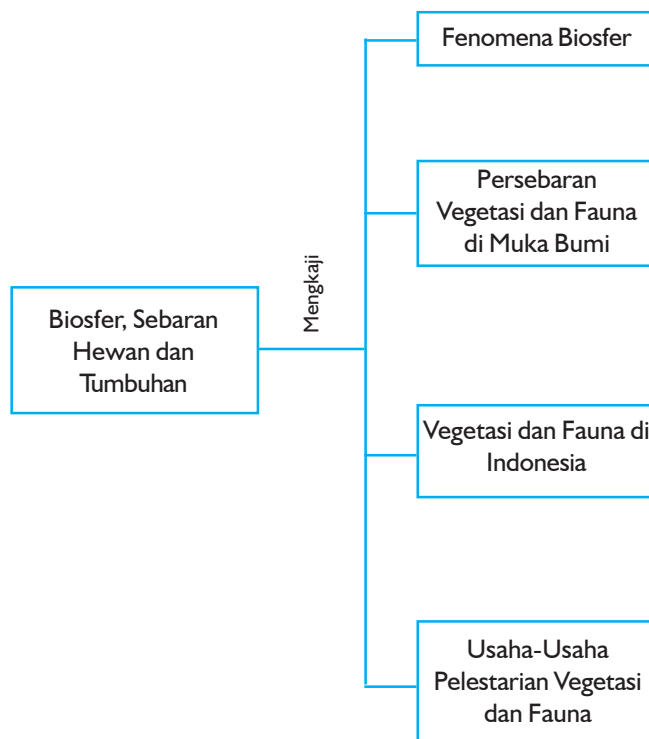 Biosfer, Sebaran
Hewan dan
Tumbuhan
Mengkaji
Fenomena Biosfer
Persebaran
Vegetasi dan Fauna
di Muka Bumi
Vegetasi dan Fauna di
Indonesia
Usaha-Usaha
Pelestarian Vegetasi
dan Fauna